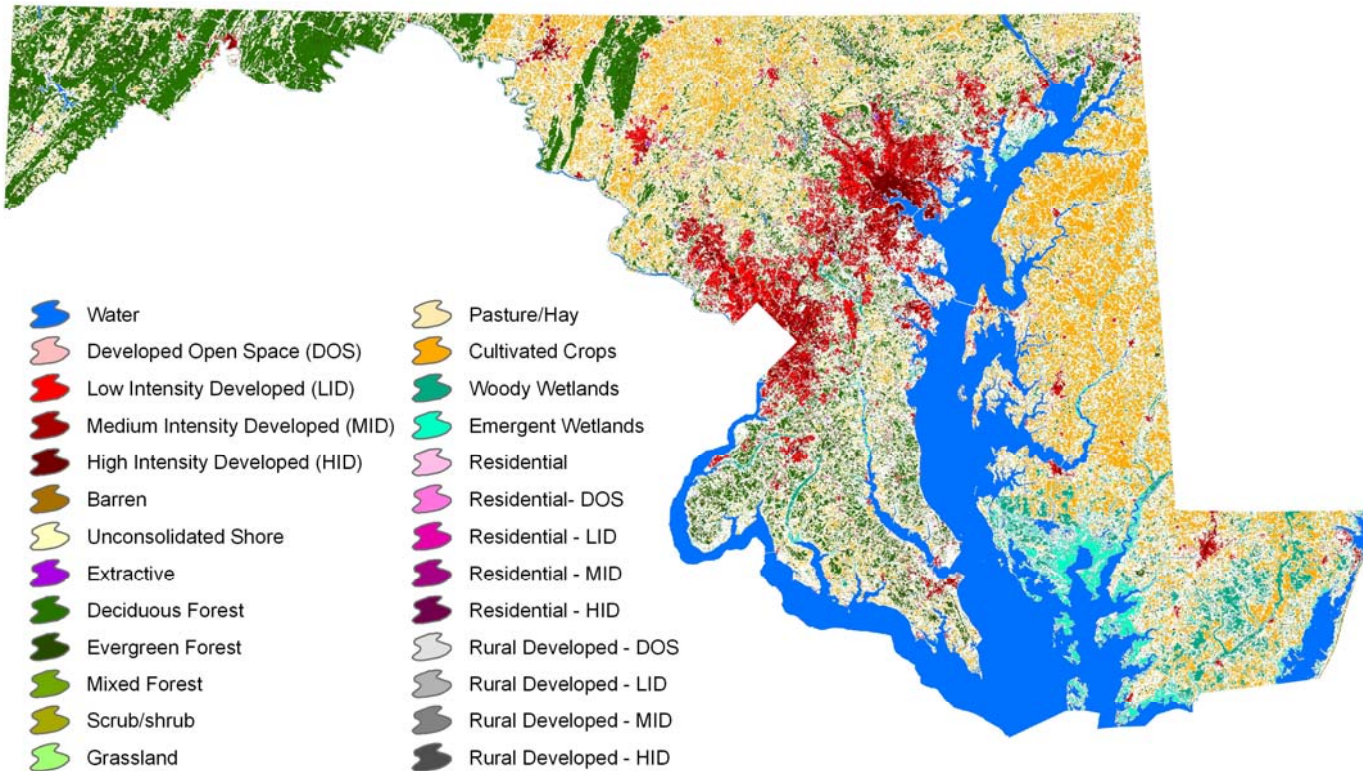 Water
Developed Open Space (DOS)
Low Intensity Developed (LID)
Medium Intensity Developed (MID)
High Intensity Developed (HID)
Barren
Unconsolidated Shore
Extractive
Deciduous Forest
Evergreen Forest
Mixed Forest
Scrub/shrub
Grassland
Pasture/Hay
Cultivated Crops
Woody Wetlands
Emergent Wetlands
Residential
Residential- DOS
Residential - LID
Residential - MID
Residential - HID
Rural Developed - DOS
Rural Developed - LID
Rural Developed - MID
Rural Developed - HID